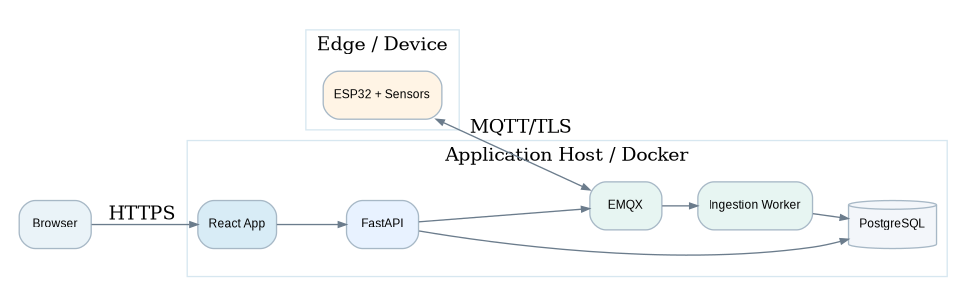 Edge / Device
ESP32 + Sensors
MQTT/TLS
Application Host / Docker
Browser
HTTPS
React App
FastAPI
EMQX
Ingestion Worker
PostgreSQL